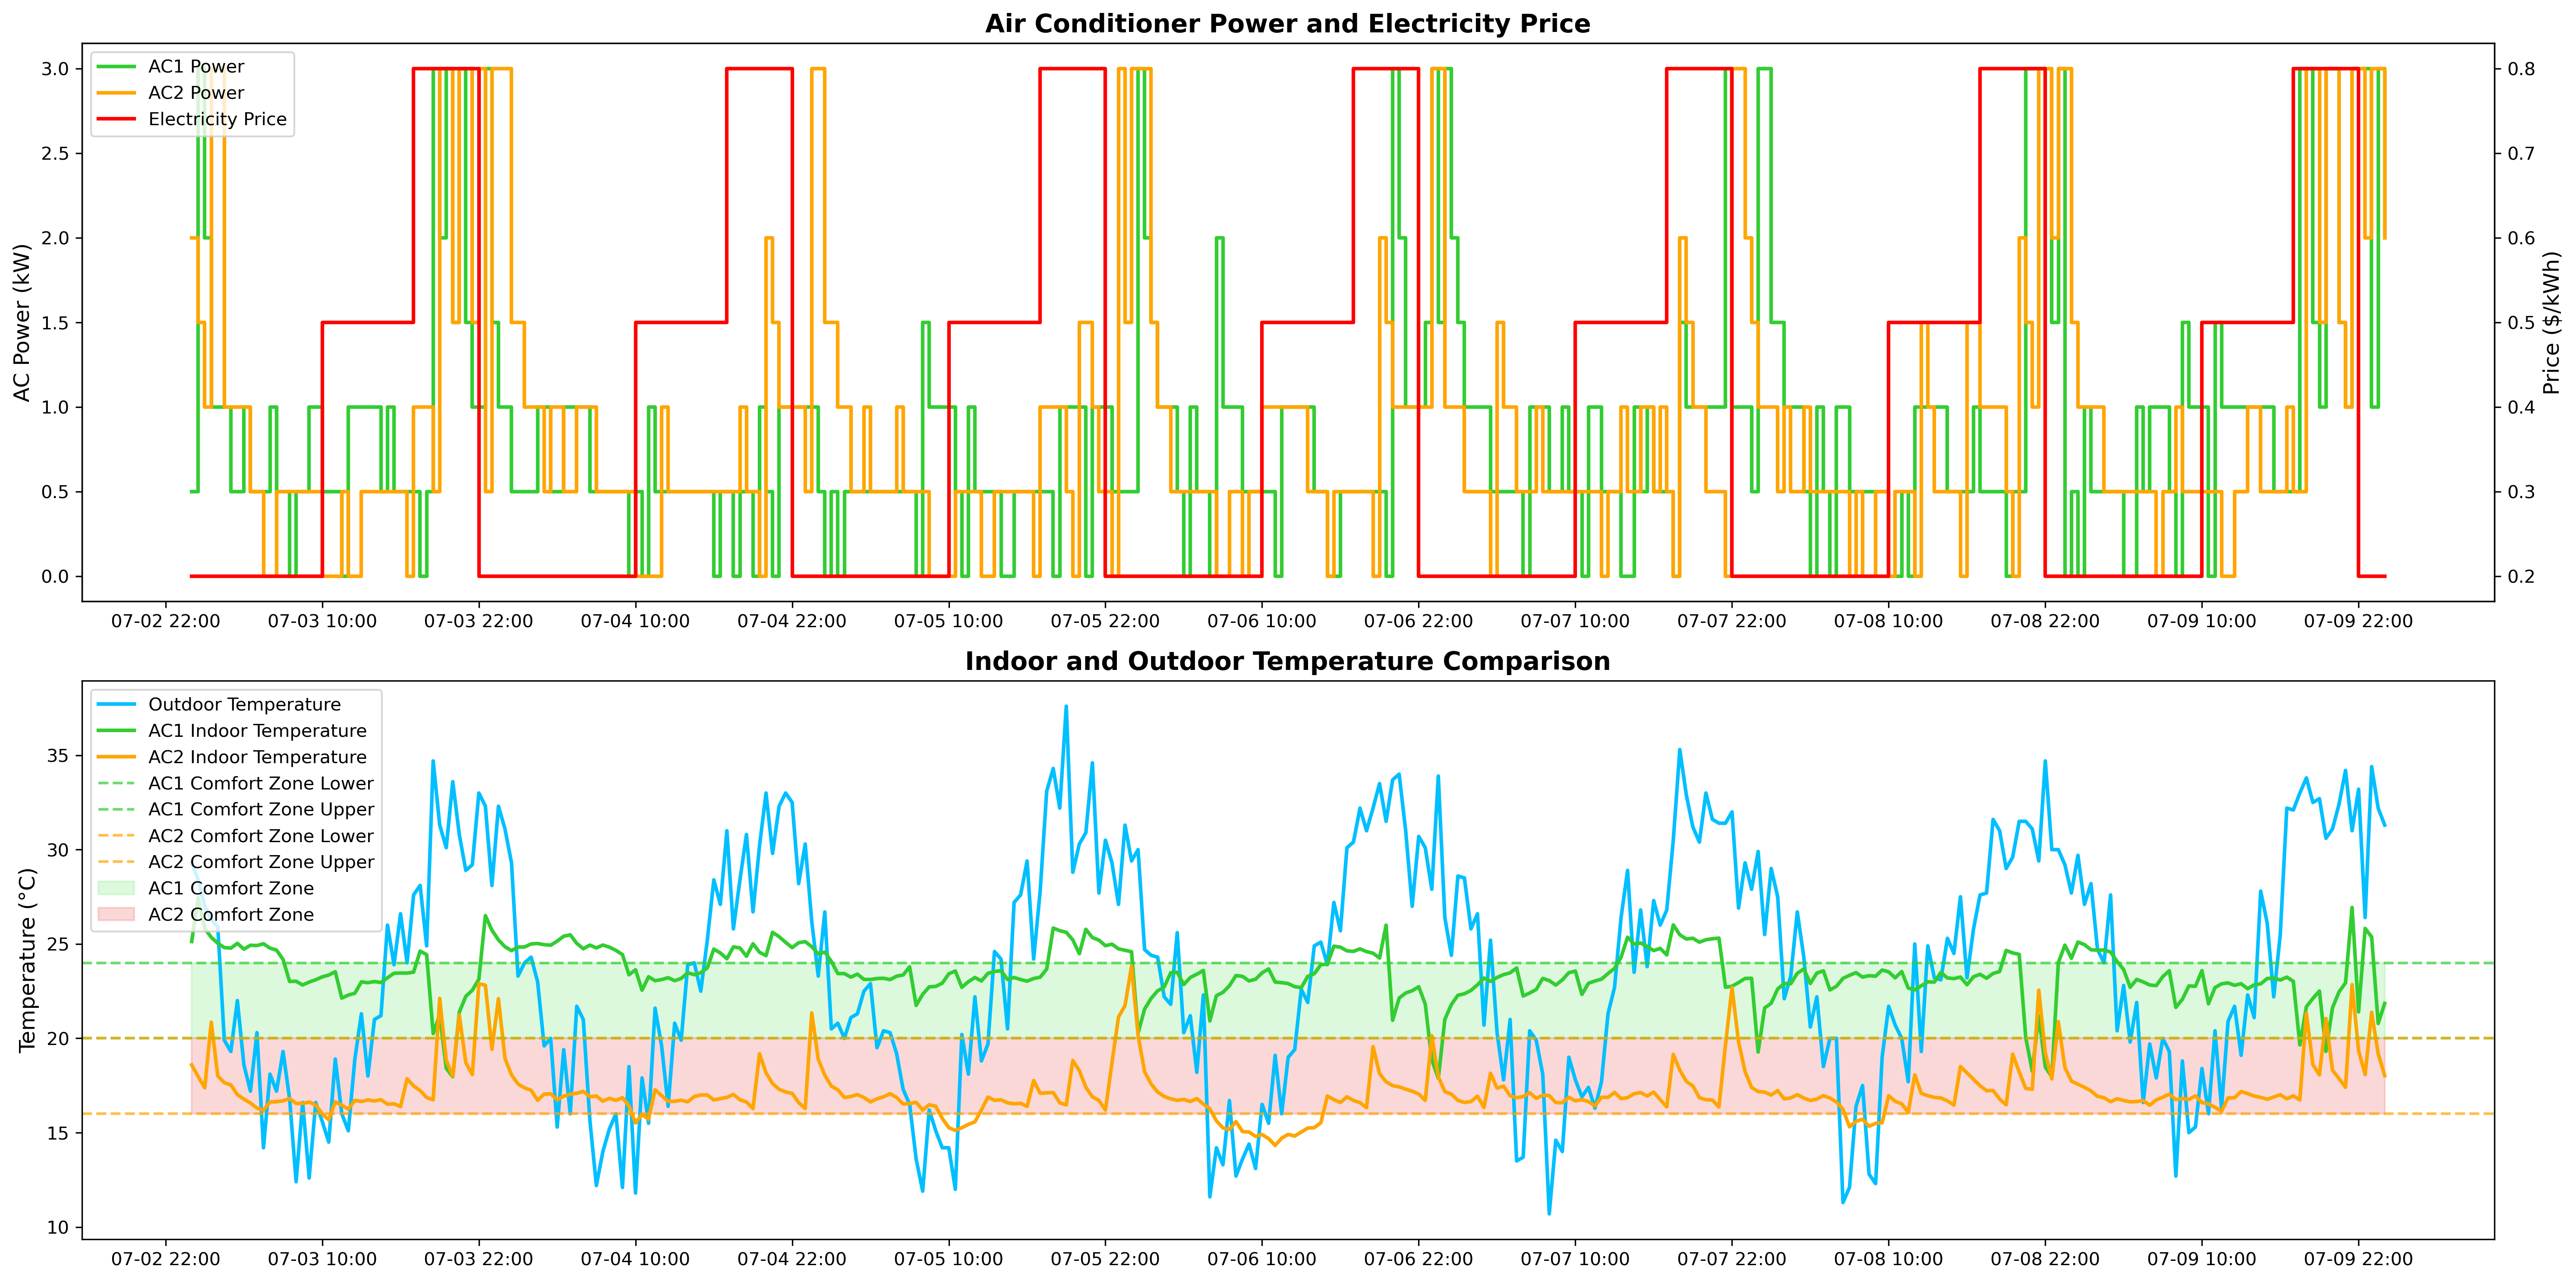 Air Conditioner Power and Electricity Price
AC1 Power
AC2 Power
Electricity Price
AC Power (kW)
3.0
2.5
2.0
1.5
1.0
0.5
0.0
Price ($/kWh)
0.8
0.7
0.6
0.5
0.4
0.3
0.2
07-02 22:00 07-03 10:00 07-03 22:00 07-04 10:00 07-04 22:00 07-05 10:00 07-05 22:00 07-06 10:00 07-06 22:00 07-07 10:00 07-07 22:00 07-08 10:00 07-08 22:00 07-09 10:00 07-09 22:00
Indoor and Outdoor Temperature Comparison
Outdoor Temperature
AC1 Indoor Temperature
AC2 Indoor Temperature
AC1 Comfort Zone Lower
AC1 Comfort Zone Upper
AC2 Comfort Zone Lower
AC2 Comfort Zone Upper
AC1 Comfort Zone
AC2 Comfort Zone
Temperature (°C)
35
30
25
20
15
10
07-02 22:00 07-03 10:00 07-03 22:00 07-04 10:00 07-04 22:00 07-05 10:00 07-05 22:00 07-06 10:00 07-06 22:00 07-07 10:00 07-07 22:00 07-08 10:00 07-08 22:00 07-09 10:00 07-09 22:00